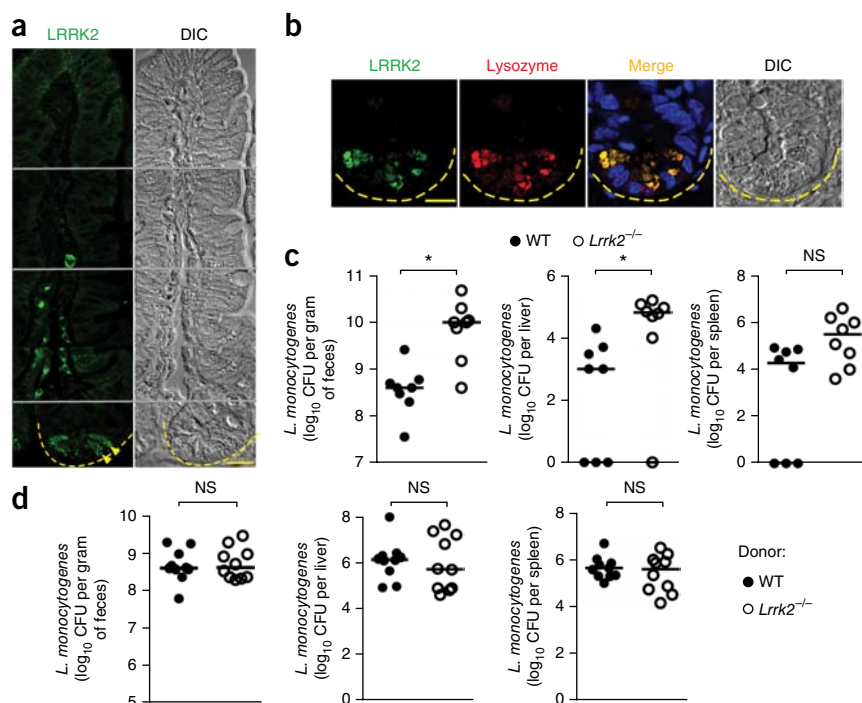 a
LRRK2 DIC
b
LRRK2 Lysozyme Merge DIC
WT Lrrk2–/–
c
*
L. monocytogenes
(log10 CFU per gram
of feces)
11
10
9
8
7
*
L. monocytogenes
(log10 CFU per liver)
6
4
2
0
NS
L. monocytogenes
(log10 CFU per spleen)
8
6
4
2
0
d
NS
L. monocytogenes
(log10 CFU per gram
of feces)
10
9
8
7
6
5
NS
L. monocytogenes
(log10 CFU per liver)
8
6
4
2
0
NS
L. monocytogenes
(log10 CFU per spleen)
8
6
4
2
0
Donor:
WT
Lrrk2–/–